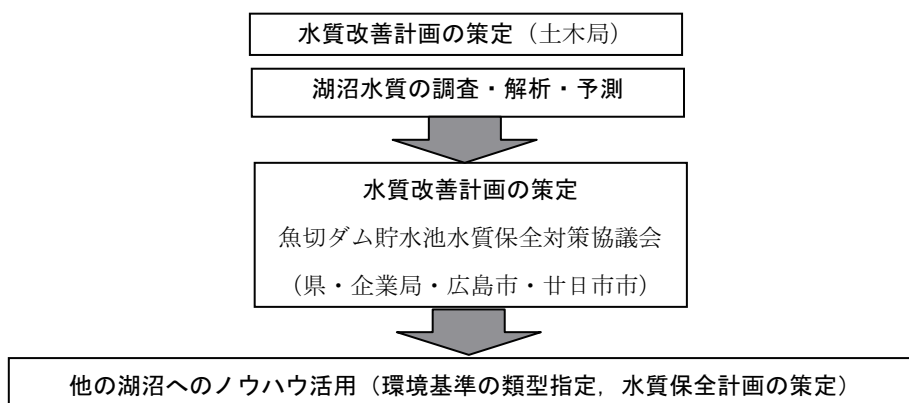 水質改善計画の策定（土木局）
湖沼水質の調査・解析・予測
水質改善計画の策定
魚切ダム貯水池水質保全対策協議会
（県・企業局・広島市・廿日市市）
他の湖沼へのノウハウ活用（環境基準の類型指定，水質保全計画の策定）